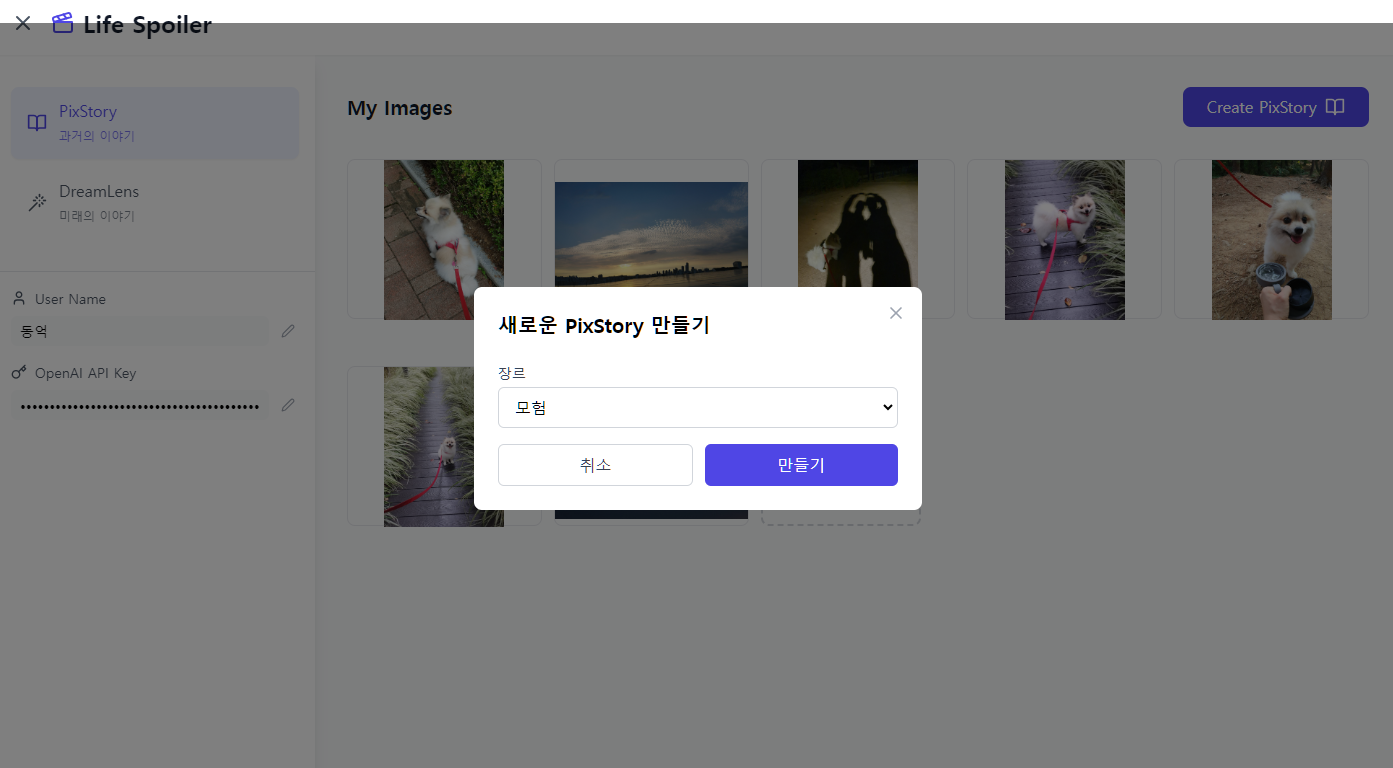 Life Spoiler
PixStory
과거의 이야기
DreamLens
미래의 이야기
User Name
동억
OpenAI API Key
••••••••••••••••••••••••••••••••••••••••
My Images
Create PixStory
새로운 PixStory 만들기
장르
모험
취소
만들기